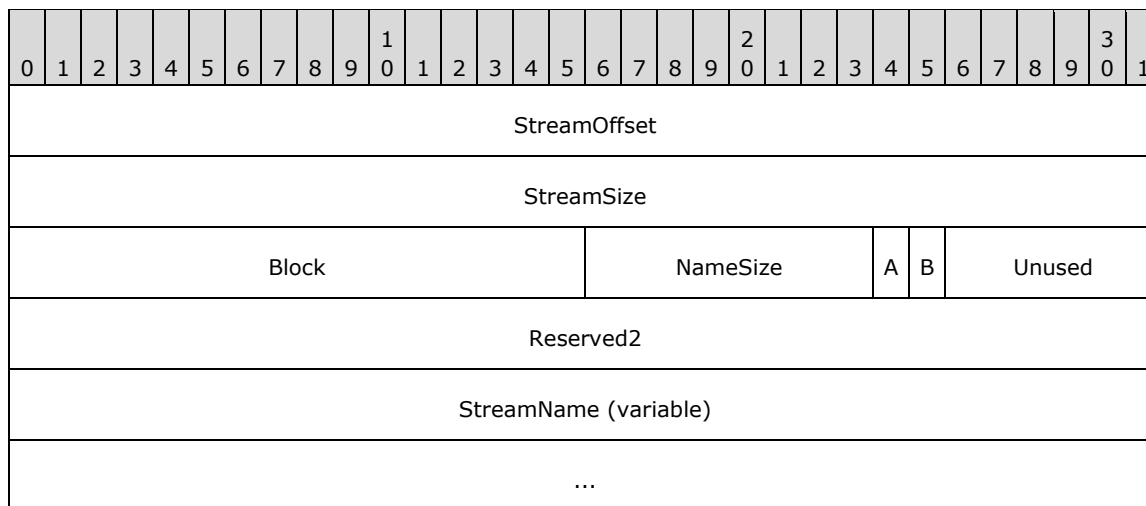 1 2 3
0 1 2 3 4 5 6 7 8 9 0 1 2 3 4 5 6 7 8 9 0 1 2 3 4 5 6 7 8 9 0 1
StreamOffset
StreamSize
Block NameSize A B Unused
Reserved2
StreamName (variable)
...